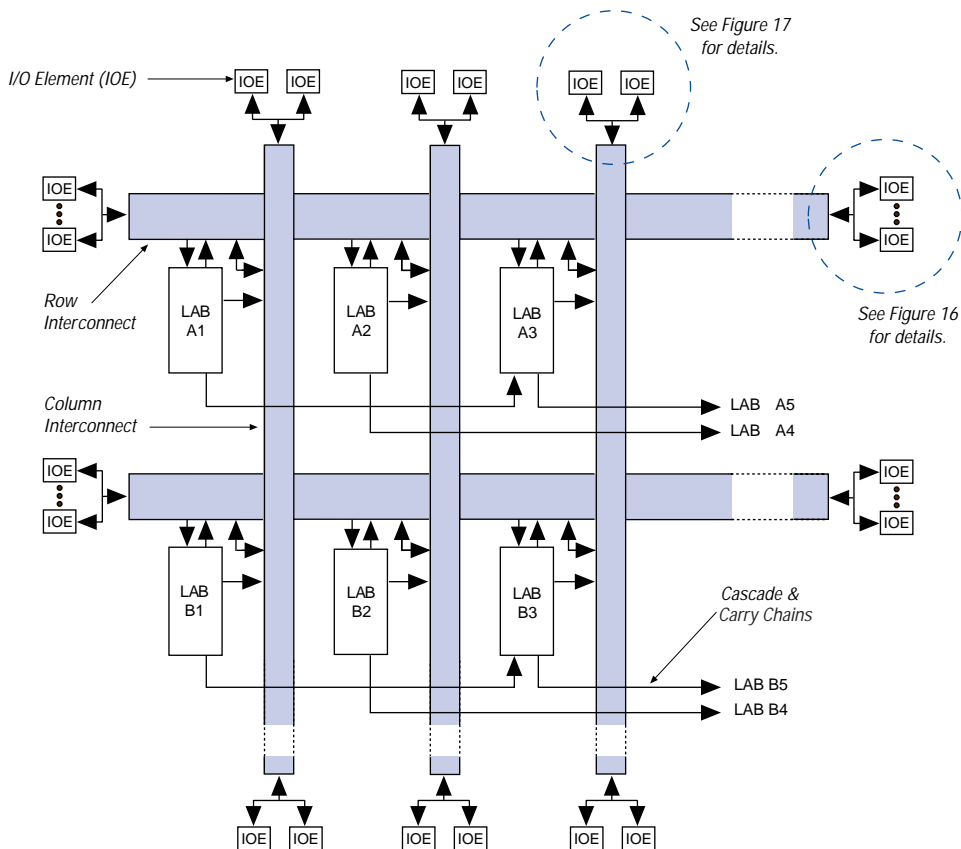 See Figure 17
for details.
I/O Element (IOE)
IOE IOE IOE IOE IOE IOE
IOE IOE
IOE IOE
Row
Interconnect
LAB
A1
LAB
A2
LAB
A3
See Figure 16
for details.
Column
Interconnect
LAB A5
LAB A4
IOE IOE
IOE IOE
LAB
B1
LAB
B2
LAB
B3
Cascade &
Carry Chains
LAB B5
LAB B4
IOE IOE IOE IOE IOE IOE